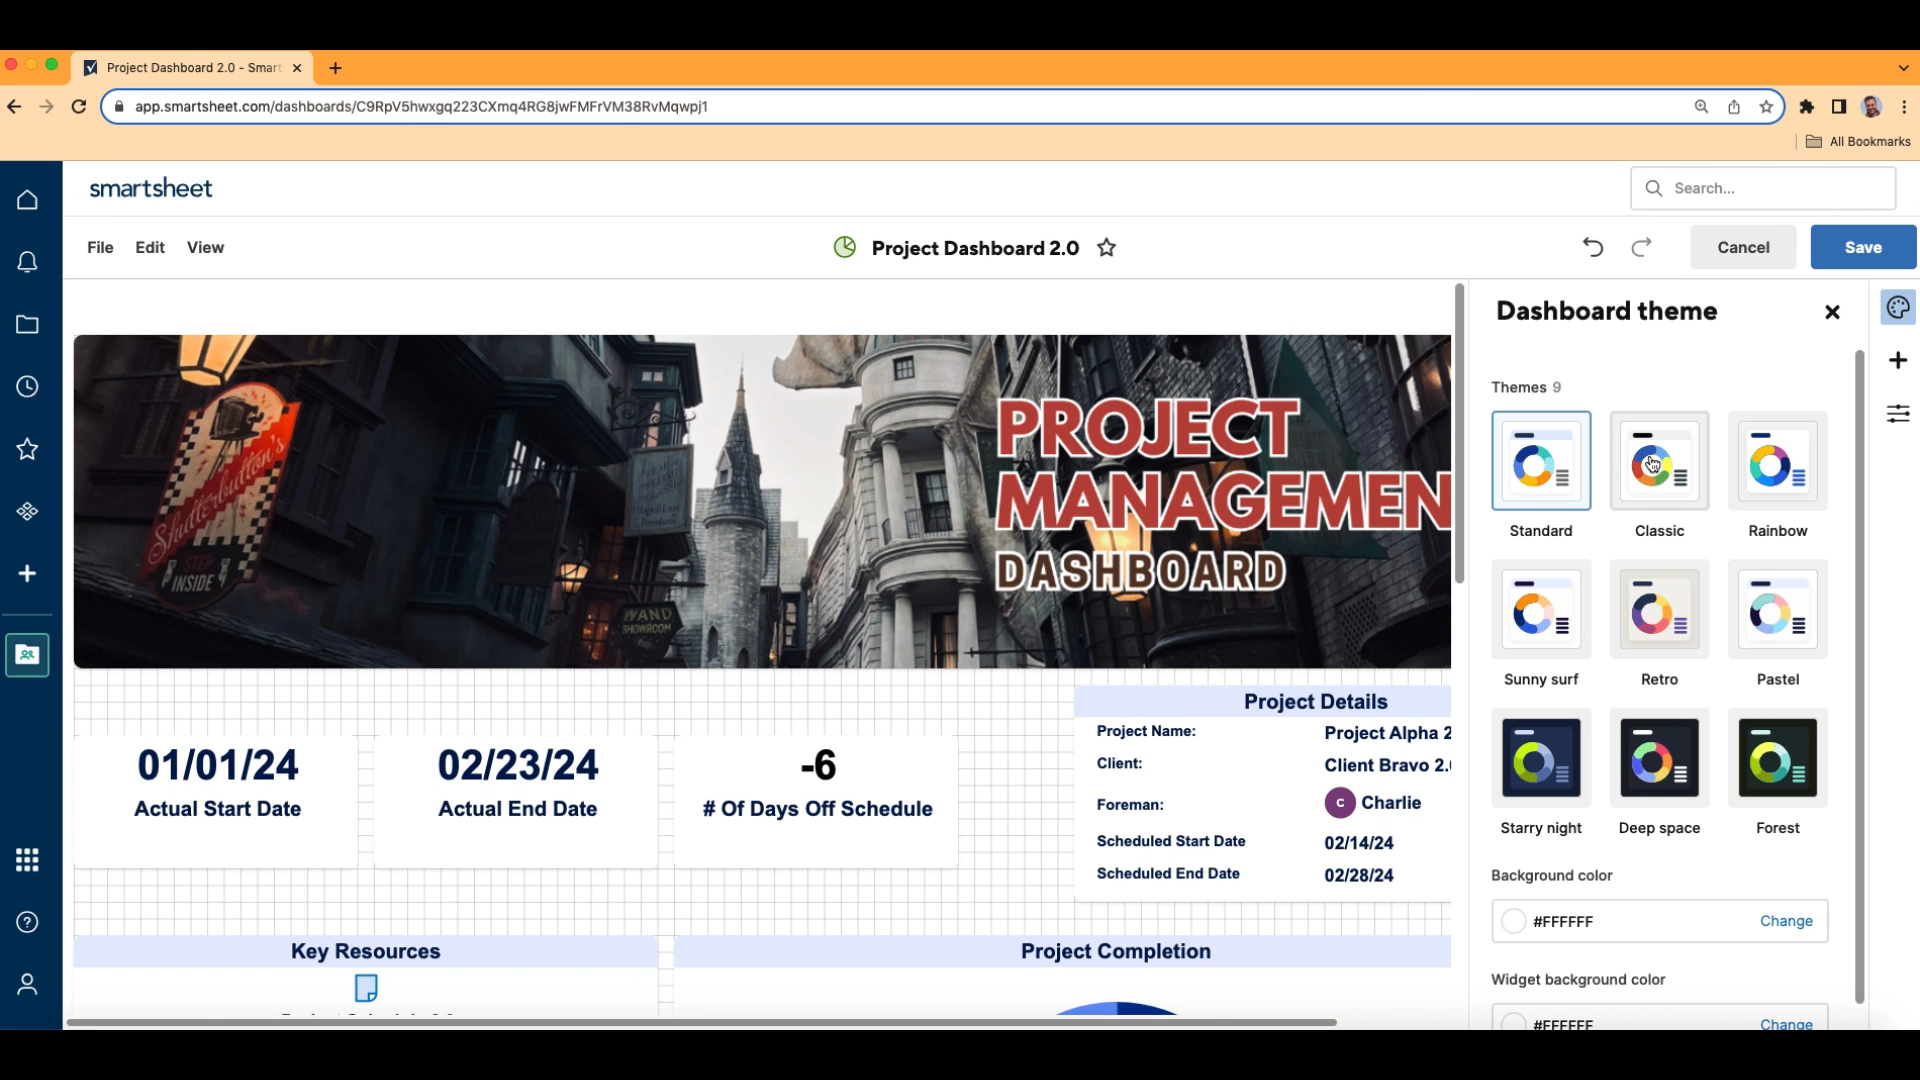 Project Dashboard 2.0 - Smart
app.smartsheet.com/dashboards/C9RpV5hwxgq223CXmq4RG8jwFMFrVM38RvMqwpj1
All Bookmarks
smartsheet
Search...
File Edit View
Project Dashboard 2.0
Cancel Save
Dashboard theme
Shutterbutton's
STEP
INSIDE
WAND
SHOWROOM
PROJECT
MANAGEMEN
DASHBOARD
Themes 9
Standard Classic Rainbow
Sunny surf Retro Pastel
Starry night Deep space Forest
Background color
#FFFFFF Change
Widget background color
#FFFFFF Change
01/01/24
Actual Start Date
02/23/24
Actual End Date
-6
# Of Days Off Schedule
Project Details
Project Name: Project Alpha 2
Client: Client Bravo 2.
Foreman: C Charlie
Scheduled Start Date 02/14/24
Scheduled End Date 02/28/24
Key Resources
Project Completion